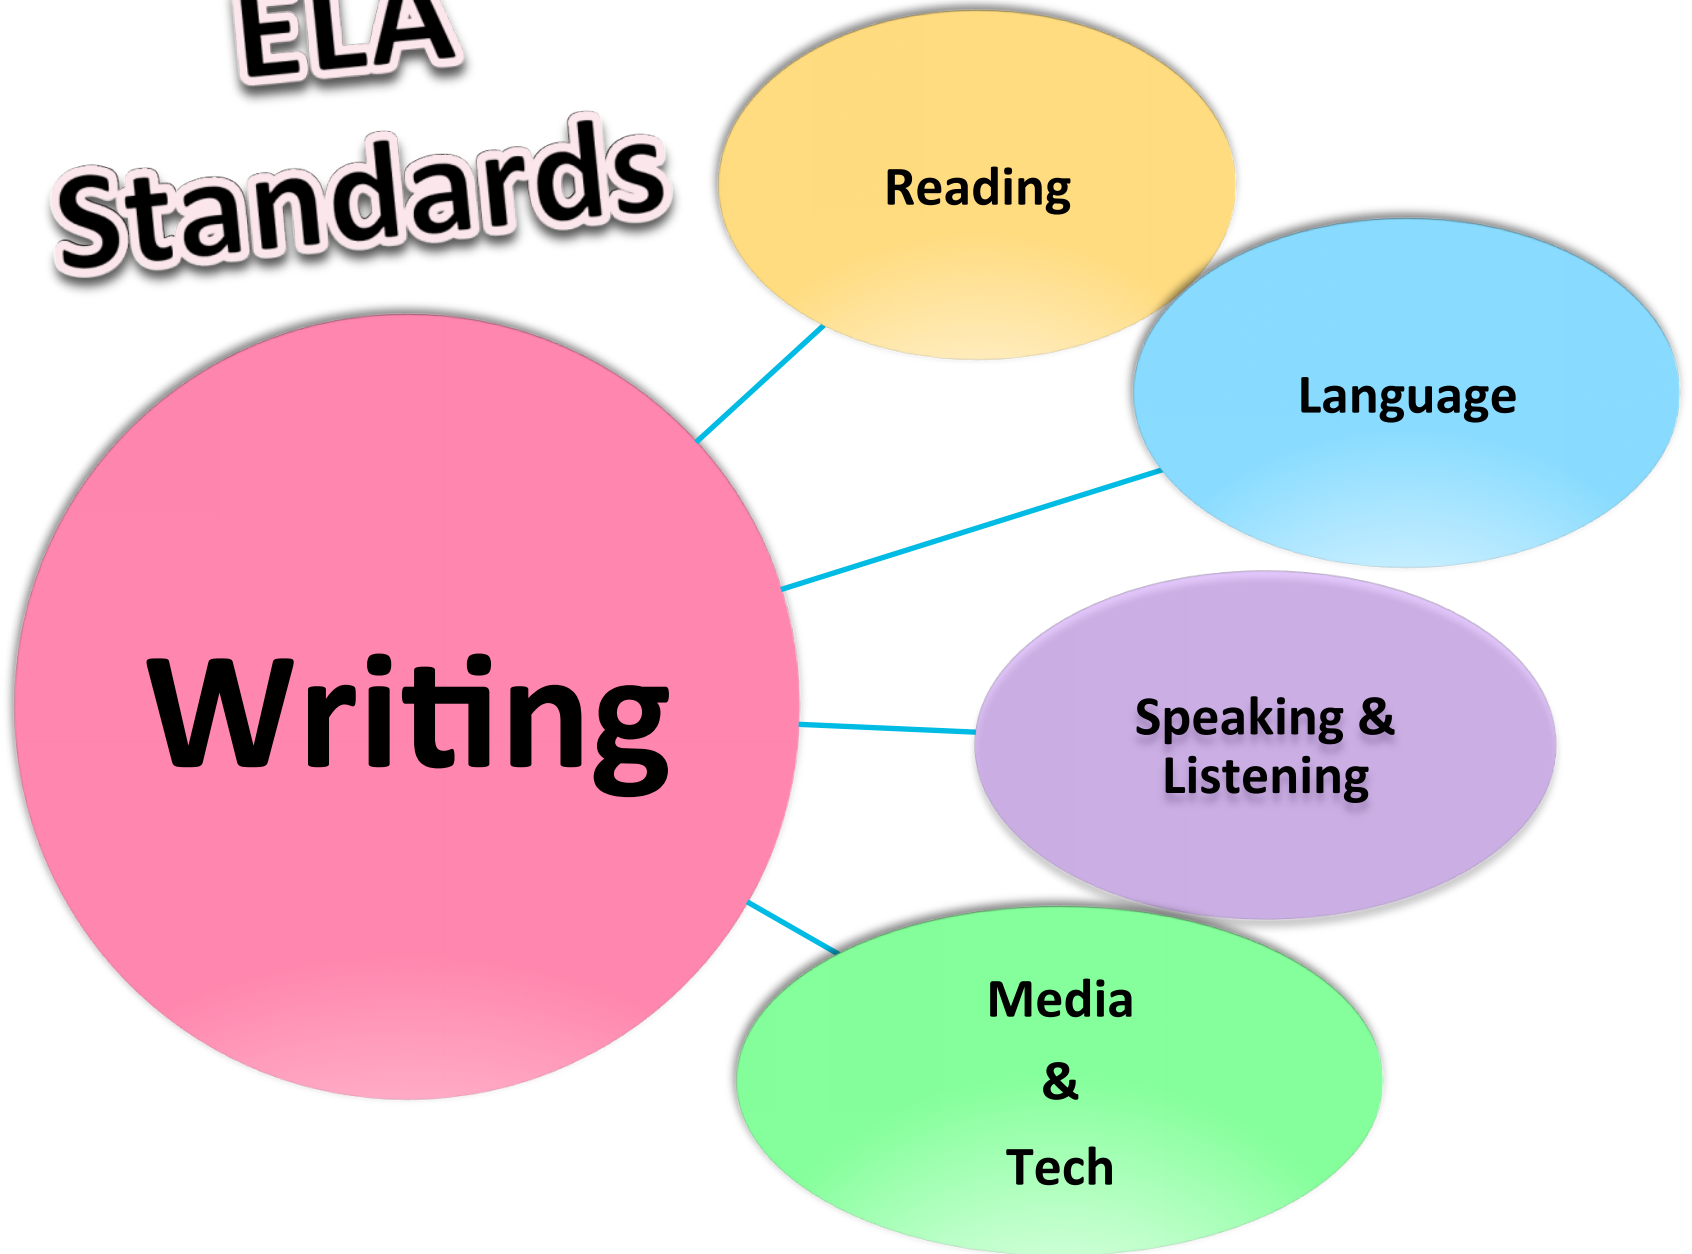 ELA
Standards
Reading
Language
Writing
Speaking &
Listening
Media
&
Tech